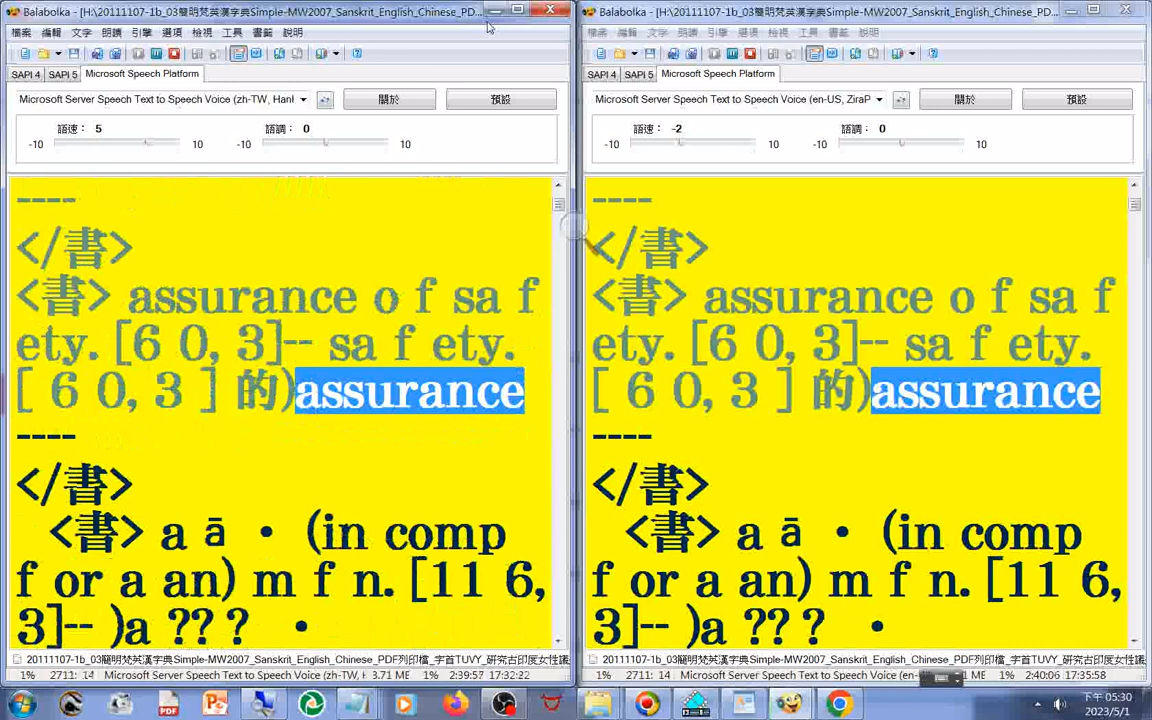 Balabolka - [H:\20111107-1b_03簡明梵英漢字典Simple-MW2007_Sanskrit_English_Chinese_PD...
檔案 編輯 文字 朗讀 引擎 選項 檢視 工具 書籤 說明
SAPI 4 SAPI 5 Microsoft Speech Platform
Microsoft Server Speech Text to Speech Voice (zh-TW, Hanl
關於 預設
語速： 5 語調： 0
-10 10 -10 10
----
</書>
<書> assurance o f sa f
ety. [6 0, 3]-- sa f ety.
[ 6 0, 3 ] 的)assurance
----
</書>
<書> a ā • (in comp
f or a an) m f n. [11 6,
3]-- )a ?? ? •
20111107-1b_03簡明梵英漢字典Simple-MW2007_Sanskrit_English_Chinese_PDF列印檔_字首TUVY_研究古印度女性議
1% 2711: 14 Microsoft Server Speech Text to Speech Voice (zh-TW, 3.71 ME 1% 2:39:57 17:32:22
Balabolka - [H:\20111107-1b_03簡明梵英漢字典Simple-MW2007_Sanskrit_English_Chinese_PD...
檔案 編輯 文字 朗讀 引擎 選項 檢視 工具 書籤 說明
SAPI 4 SAPI 5 Microsoft Speech Platform
Microsoft Server Speech Text to Speech Voice (en-US, ZiraP
關於 預設
語速： -2 語調： 0
-10 10 -10 10
----
</書>
<書> assurance o f sa f
ety. [6 0, 3]-- sa f ety.
[ 6 0, 3 ] 的)assurance
----
</書>
<書> a ā • (in comp
f or a an) m f n. [11 6,
3]-- )a ?? ? •
20111107-1b_03簡明梵英漢字典Simple-MW2007_Sanskrit_English_Chinese_PDF列印檔_字首TUVY_研究古印度女性議
1% 2711: 14 Microsoft Server Speech Text to Speech Voice 1% 2:40:06 17:35:58
下午 05:30
2023/5/1